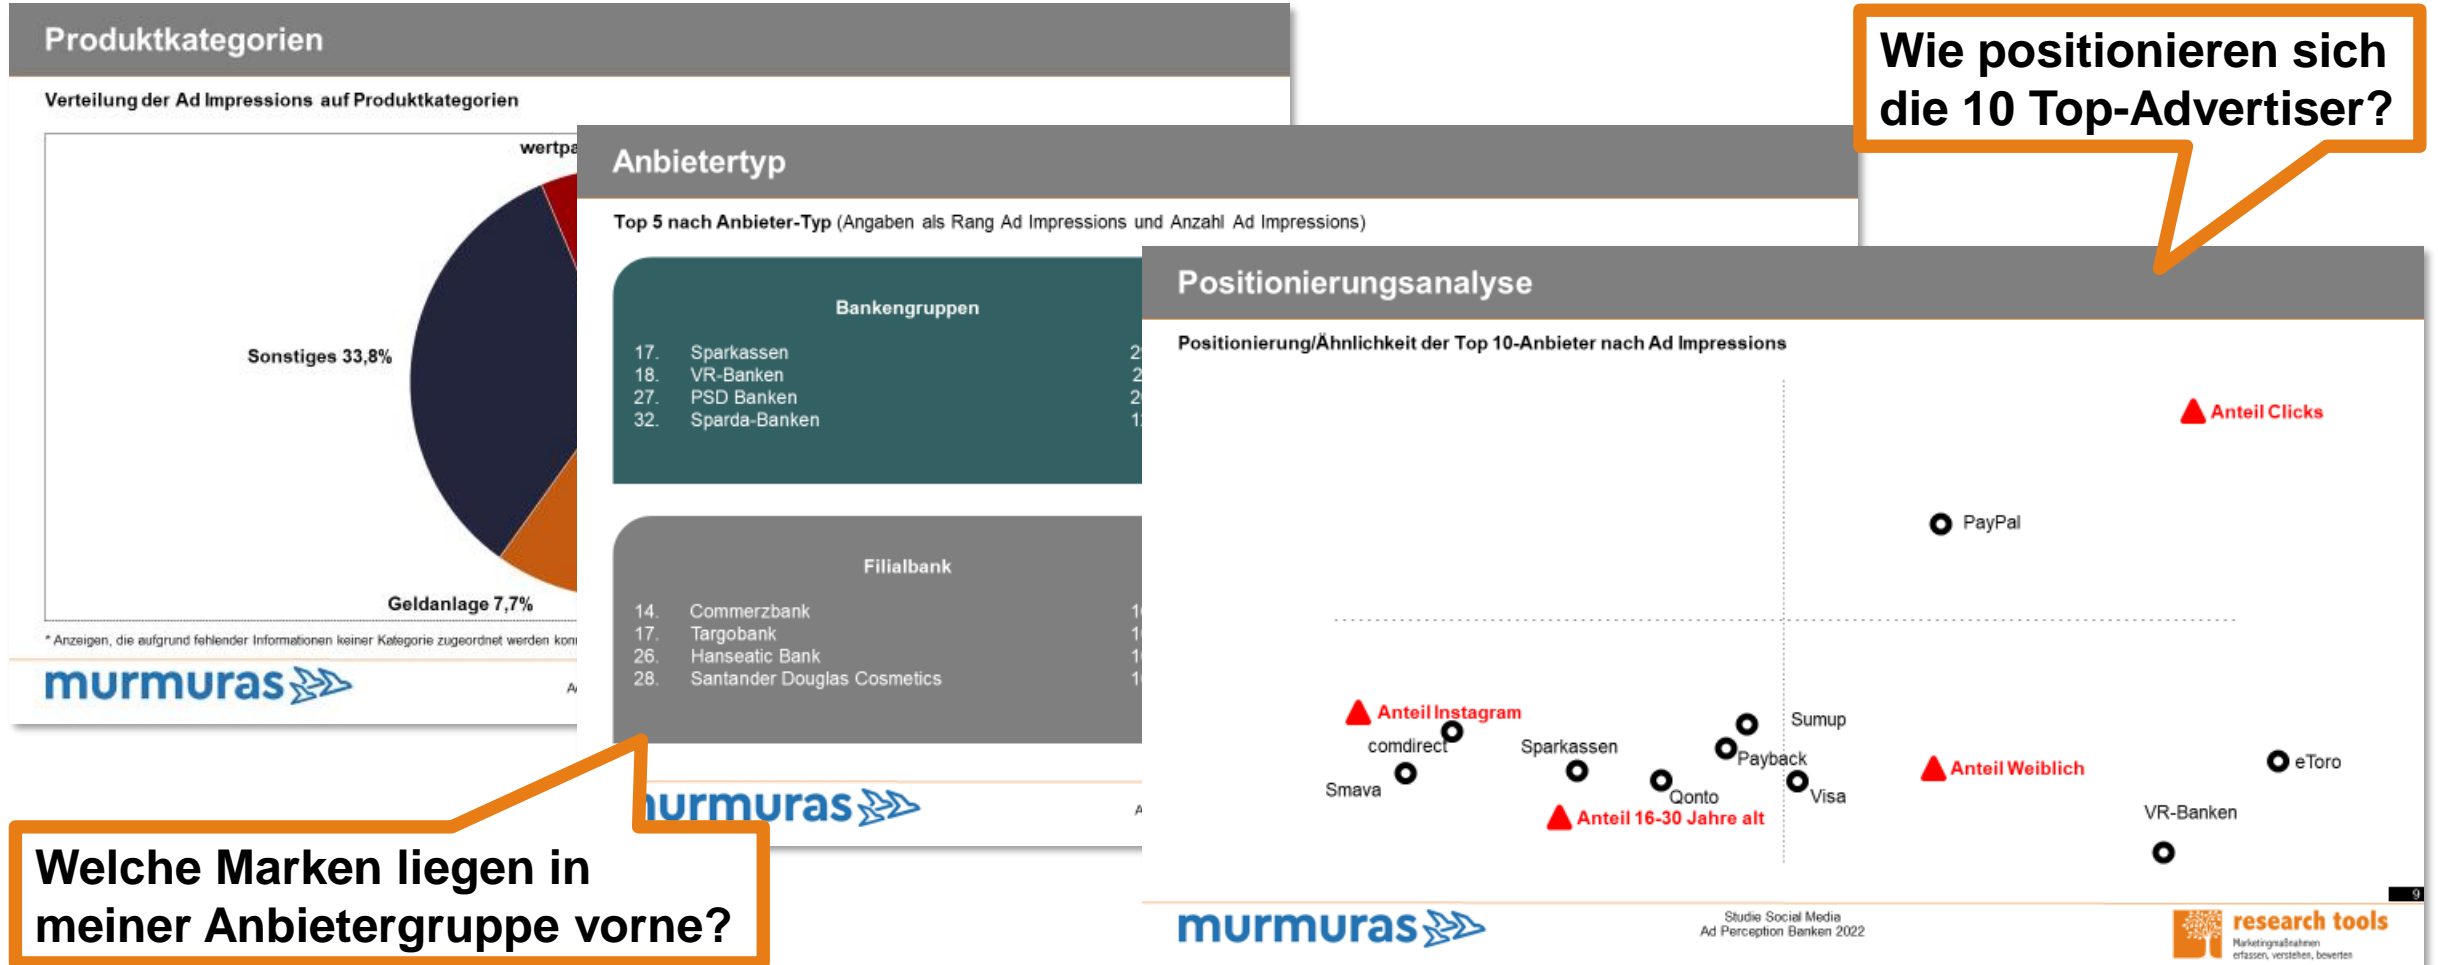 Produktkategorien
Verteilung der Ad Impressions auf Produktkategorien
Sonstiges 33,8%
Geldanlage 7,7%
* Anzeigen, die aufgrund fehlender Informationen keiner Kategorie zugeordnet werden
murmuras
Anbietertyp
Top 5 nach Anbieter-Typ (Angaben als Rang Ad Impressions und Anzahl Ad Impressions)
Bankengruppen
17. Sparkassen
18. VR-Banken
27. PSD Banken
32. Sparda-Banken
Filialbank
14. Commerzbank
17. Targobank
26. Hanseatic Bank
28. Santander Douglas Cosmetics
murmuras
Welche Marken liegen in
meiner Anbietergruppe vorne?
Wie positionieren sich
die 10 Top-Advertiser?
Positionierungsanalyse
Positionierung/Ähnlichkeit der Top 10-Anbieter nach Ad Impressions
Anteil Clicks
PayPal
Anteil Instagram
Sumup
comdirect
Sparkassen
Payback
Anteil Weiblich
eToro
Smava
Qonto
Visa
Anteil 16-30 Jahre alt
VR-Banken
9
murmuras
Studie Social Media
Ad Perception Banken 2022
research tools
Marketingmaßnahmen
erfassen, verstehen, bewerten